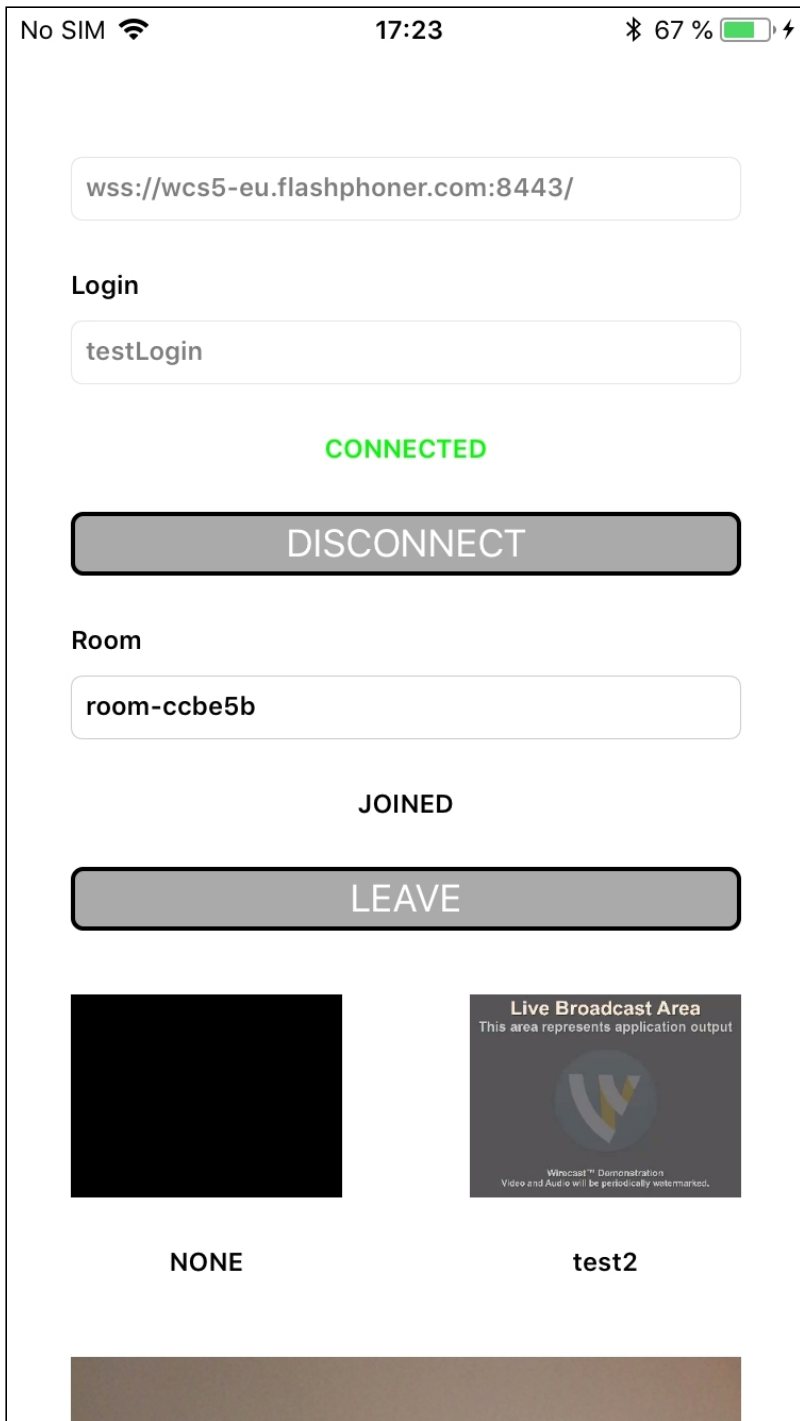 No SIM 17:23 67 %
wss://wcs5-eu.flashphoner.com:8443/
Login
testLogin
CONNECTED
DISCONNECT
Room
room-ccbe5b
JOINED
LEAVE
Live Broadcast Area
This area represents application output
Wirecast™ Demonstration
Video and Audio will be periodically watermarked.
NONE test2